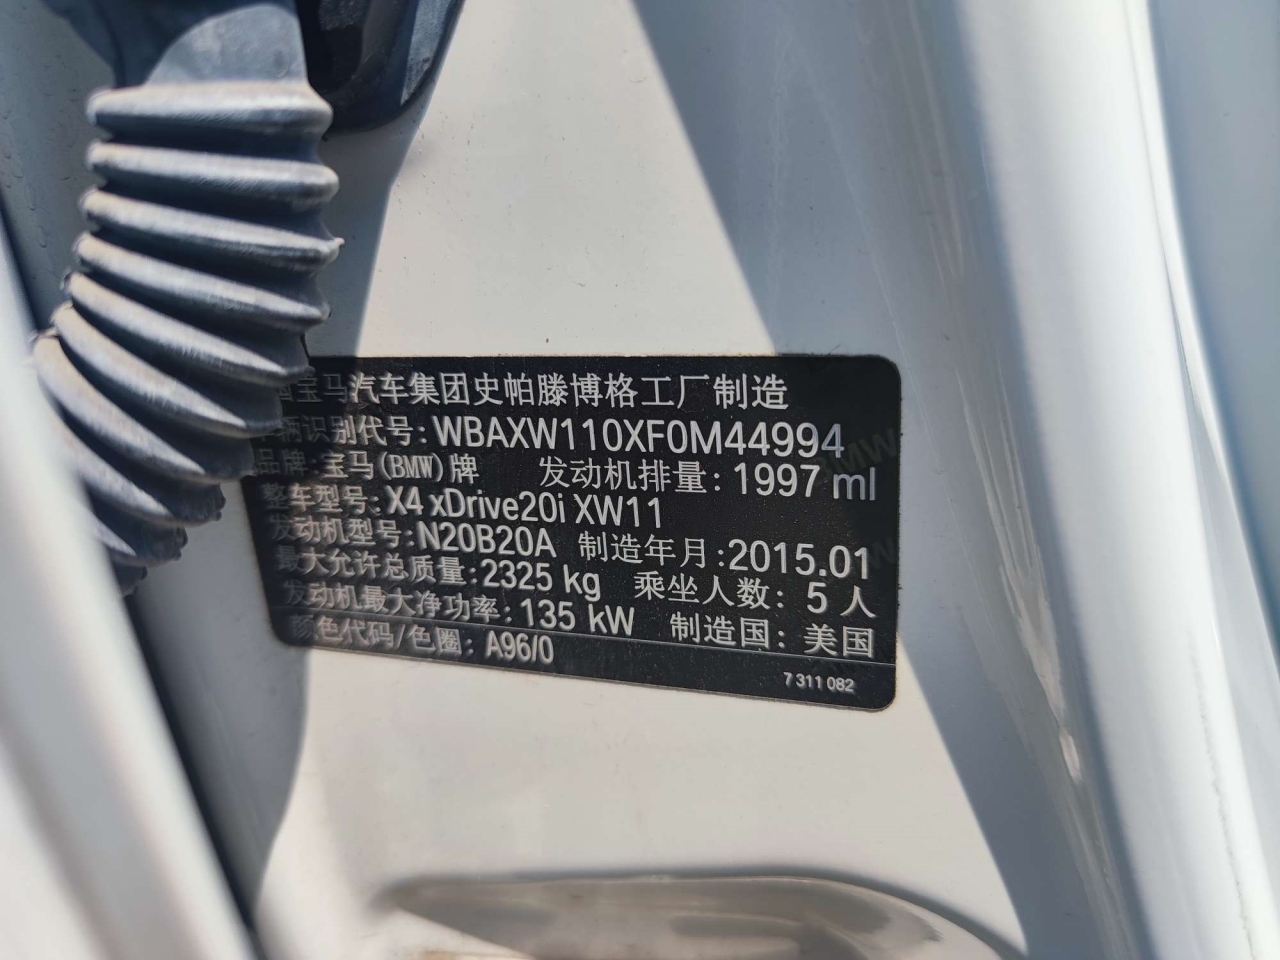 宝马汽车集团史帕滕博格工厂制造
车辆识别代号: WBAXW110XF0M44994
品牌: 宝马(BMW)牌 发动机排量: 1997 ml
整车型号: X4 xDrive20i XW11
发动机型号: N20B20A 制造年月: 2015.01
最大允许总质量: 2325 kg 乘坐人数: 5 人
发动机最大净功率: 135 kW 制造国: 美国
颜色代码/色圈: A96/0
7 311 082